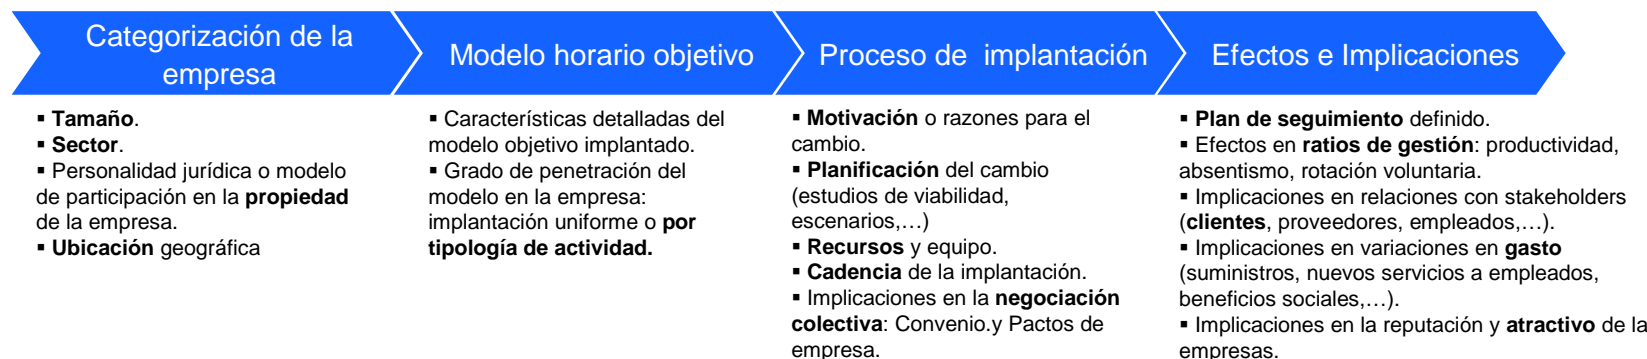 Categorización de la
empresa
▪ Tamaño.
▪ Sector.
▪ Personalidad jurídica o modelo
de participación en la propiedad
de la empresa.
▪ Ubicación geográfica
Modelo horario objetivo
▪ Características detalladas del
modelo objetivo implantado.
▪ Grado de penetración del
modelo en la empresa:
implantación uniforme o por
tipología de actividad.
Proceso de implantación
▪ Motivación o razones para el
cambio.
▪ Planificación del cambio
(estudios de viabilidad,
escenarios,…)
▪ Recursos y equipo.
▪ Cadencia de la implantación.
▪ Implicaciones en la negociación
colectiva: Convenio.y Pactos de
empresa.
Efectos e Implicaciones
▪ Plan de seguimiento definido.
▪ Efectos en ratios de gestión: productividad,
absentismo, rotación voluntaria.
▪ Implicaciones en relaciones con stakeholders
(clientes, proveedores, empleados,…).
▪ Implicaciones en variaciones en gasto
(suministros, nuevos servicios a empleados,
beneficios sociales,…).
▪ Implicaciones en la reputación y atractivo de la
empresas.